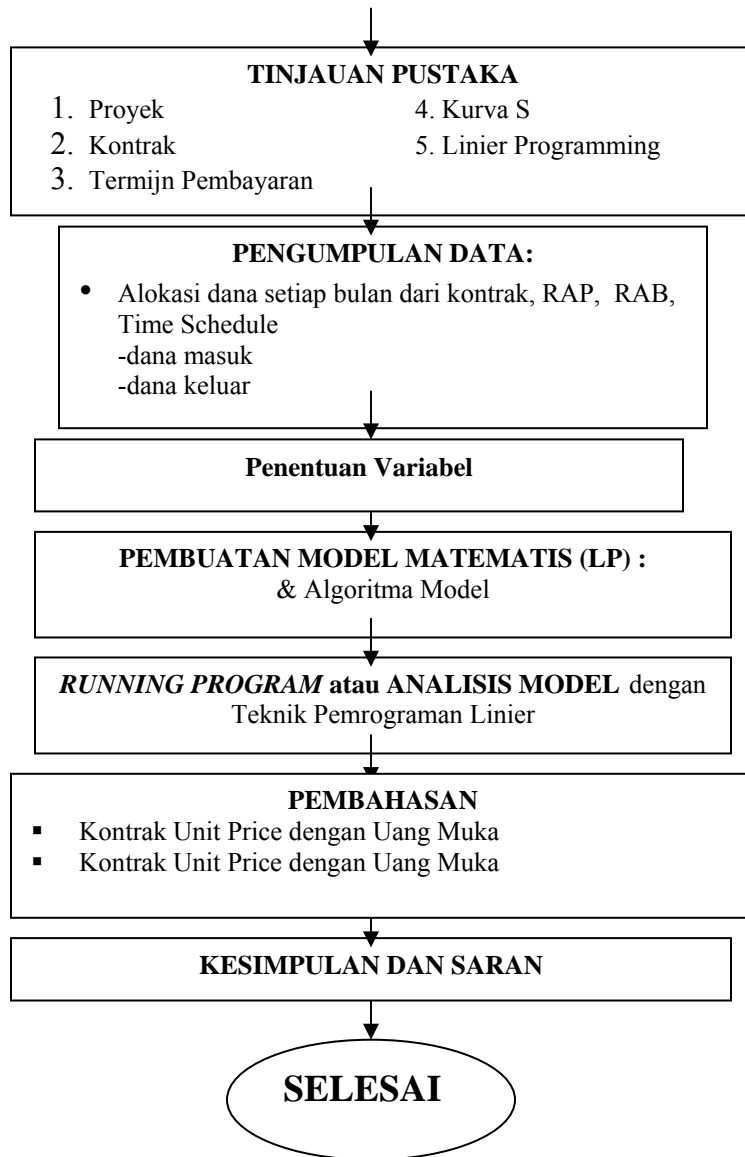 TINJAUAN PUSTAKA
1. Proyek
2. Kontrak
3. Termijn Pembayaran
4. Kurva S
5. Linier Programming
PENGUMPULAN DATA:
• Alokasi dana setiap bulan dari kontrak, RAP, RAB,
Time Schedule
-dana masuk
-dana keluar
Penentuan Variabel
PEMBUATAN MODEL MATEMATIS (LP) :
& Algoritma Model
RUNNING PROGRAM atau ANALISIS MODEL dengan
Teknik Pemrograman Linier
PEMBAHASAN
▪ Kontrak Unit Price dengan Uang Muka
▪ Kontrak Unit Price dengan Uang Muka
KESIMPULAN DAN SARAN
SELESAI